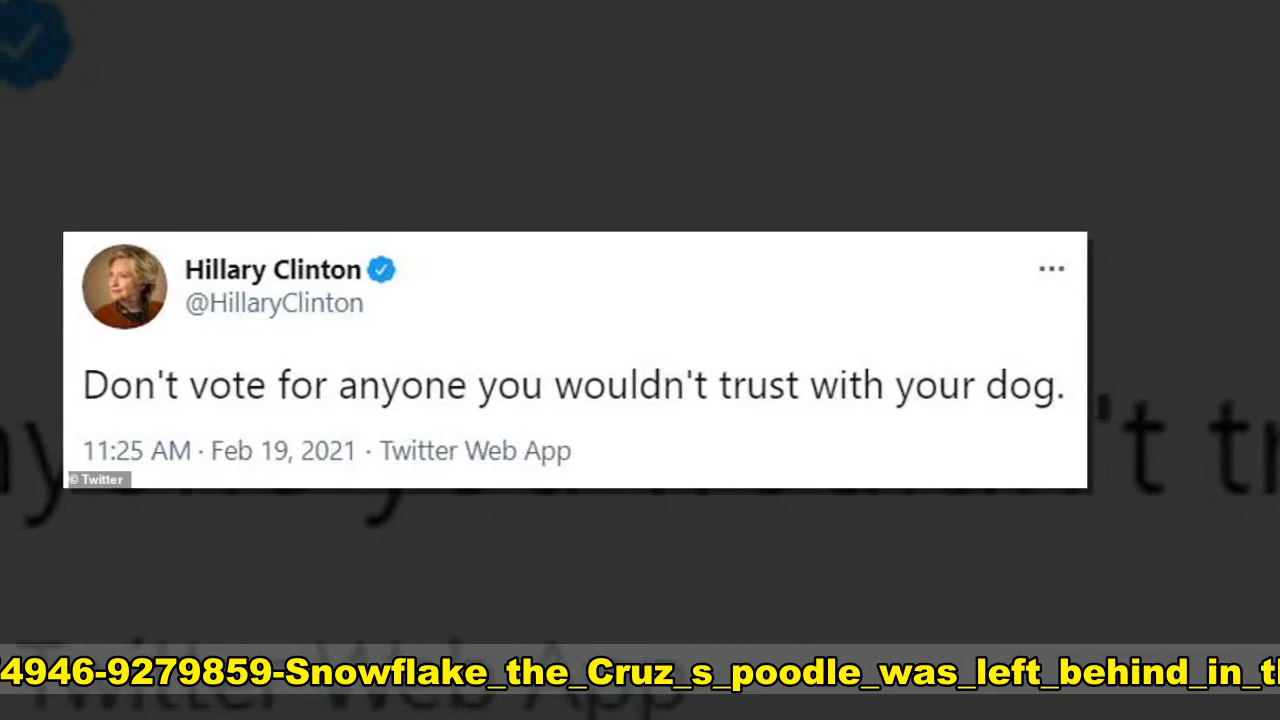 Hillary Clinton
@HillaryClinton
Don't vote for anyone you wouldn't trust with your dog.
11:25 AM · Feb 19, 2021 · Twitter Web App
© Twitter
4946-9279859-Snowflake_the_Cruz_s_poodle_was_left_behind_in_t